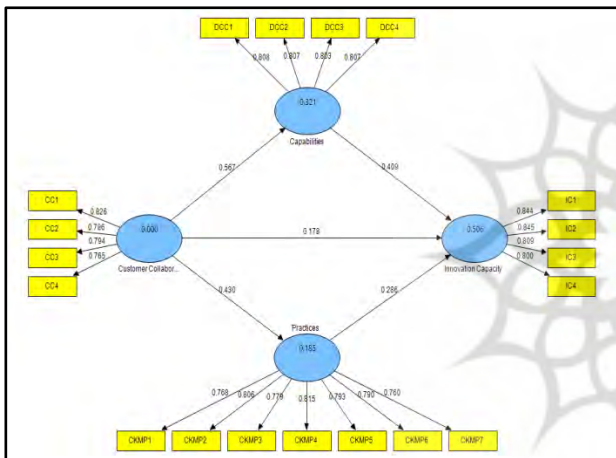 DCC1 DCC2 DCC3 DCC4
0.808 0.807 0.803 0.807
0.321
Capabilities
0.567 0.409
CC1
CC2
CC3
CC4
0.826
0.786
0.794
0.765
0.000
Customer Collabor...
0.178
0.506
Innovation Capacity
0.844
0.845
0.809
0.800
IC1
IC2
IC3
IC4
0.430 0.286
Practices
0.185
0.768 0.806 0.779 0.815 0.793 0.790 0.760
CKMP1 CKMP2 CKMP3 CKMP4 CKMP5 CKMP6 CKMP7